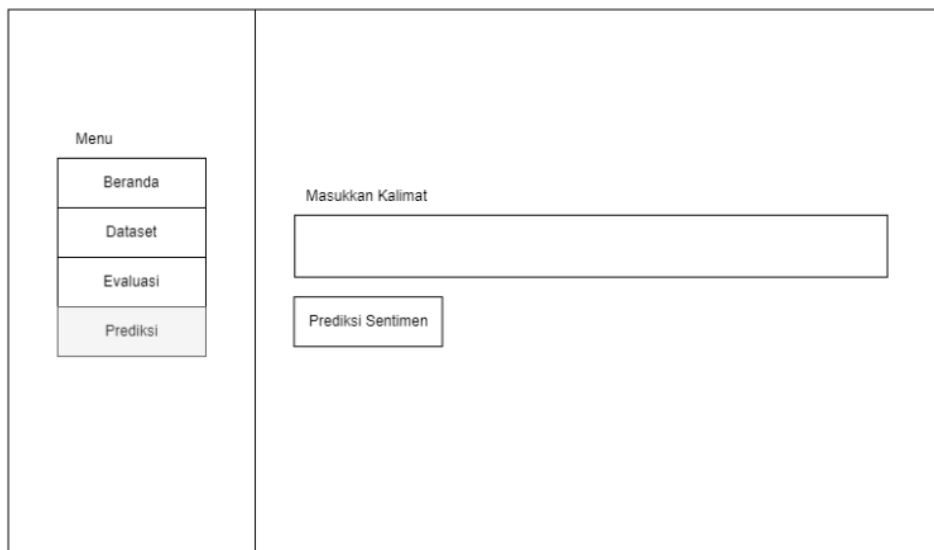 Menu
Beranda
Dataset
Evaluasi
Prediksi
Masukkan Kalimat
Prediksi Sentimen